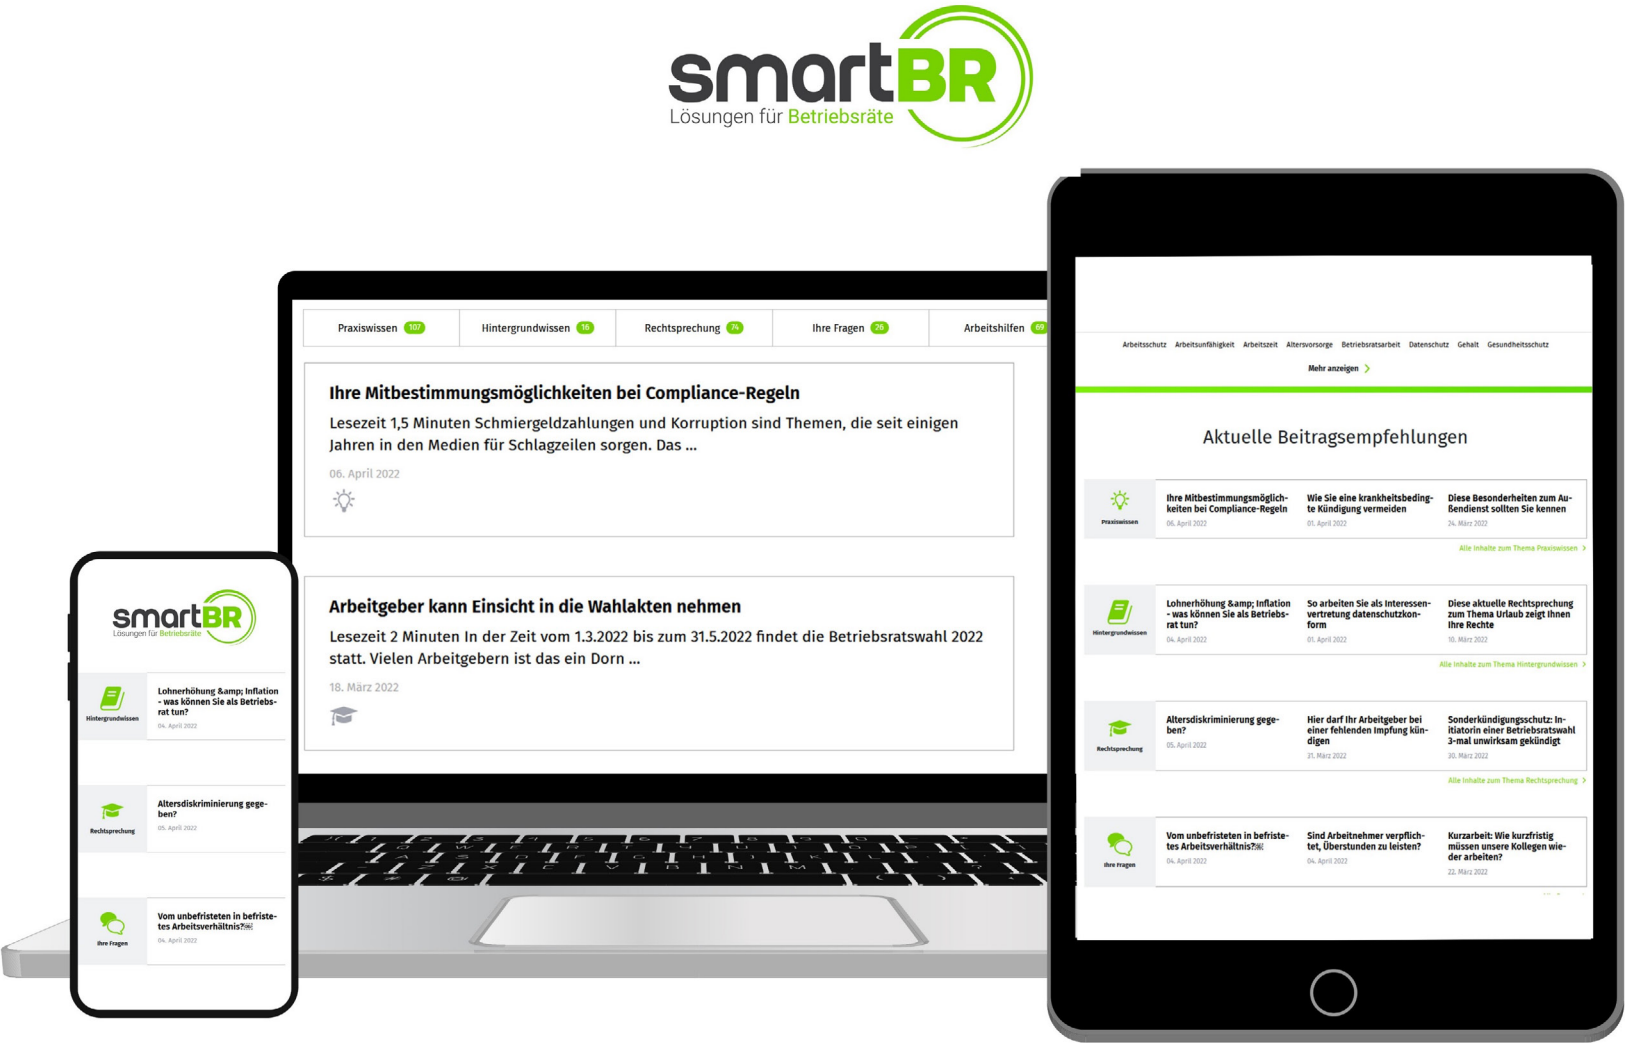 smartBR
Lösungen für Betriebsräte
Praxiswissen 107
Hintergrundwissen 16
Rechtsprechung 74
Ihre Fragen 26
Arbeitshilfen 69
Ihre Mitbestimmungsmöglichkeiten bei Compliance-Regeln
Lesezeit 1,5 Minuten Schmiergeldzahlungen und Korruption sind Themen, die seit einigen
Jahren in den Medien für Schlagzeilen sorgen. Das ...
06. April 2022
Arbeitgeber kann Einsicht in die Wahlakten nehmen
Lesezeit 2 Minuten In der Zeit vom 1.3.2022 bis zum 31.5.2022 findet die Betriebsratswahl 2022
statt. Vielen Arbeitgebern ist das ein Dorn ...
18. März 2022
smartBR
Lösungen für Betriebsräte
Hintergrundwissen
Lohnerhöhung &amp; Inflation
- was können Sie als Betriebs-
rat tun?
04. April 2022
Rechtsprechung
Altersdiskriminierung gege-
ben?
05. April 2022
Ihre Fragen
Vom unbefristeten in befriste-
tes Arbeitsverhältnis?
04. April 2022
Arbeitsschutz Arbeitsunfähigkeit Arbeitszeit Altersvorsorge Betriebsratsarbeit Datenschutz Gehalt Gesundheitsschutz
Mehr anzeigen
Aktuelle Beitragsempfehlungen
Praxiswissen
Ihre Mitbestimmungsmöglich-
keiten bei Compliance-Regeln
06. April 2022
Wie Sie eine krankheitsbeding-
te Kündigung vermeiden
01. April 2022
Diese Besonderheiten zum Au-
ßendienst sollten Sie kennen
24. März 2022
Alle Inhalte zum Thema Praxiswissen
Hintergrundwissen
Lohnerhöhung &amp; Inflation
- was können Sie als Betriebs-
rat tun?
04. April 2022
So arbeiten Sie als Interessen-
vertretung datenschutzkon-
form
01. April 2022
Diese aktuelle Rechtsprechung
zum Thema Urlaub zeigt Ihnen
Ihre Rechte
10. März 2022
Alle Inhalte zum Thema Hintergrundwissen
Rechtsprechung
Altersdiskriminierung gege-
ben?
05. April 2022
Hier darf Ihr Arbeitgeber bei
einer fehlenden Impfung kün-
digen
31. März 2022
Sonderkündigungsschutz: In-
itiatorin einer Betriebsratswahl
3-mal unwirksam gekündigt
30. März 2022
Alle Inhalte zum Thema Rechtsprechung
Ihre Fragen
Vom unbefristeten in befriste-
tes Arbeitsverhältnis?
04. April 2022
Sind Arbeitnehmer verpflich-
tet, Überstunden zu leisten?
04. April 2022
Kurzarbeit: Wie kurzfristig
müssen unsere Kollegen wie-
der arbeiten?
22. März 2022